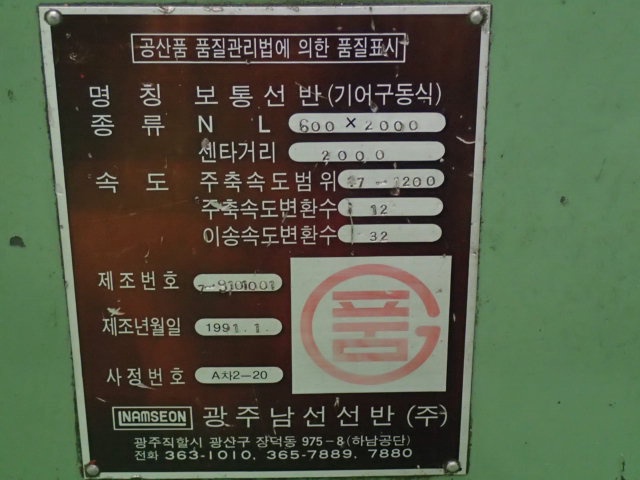 공산품 품질관리법에 의한 품질표시
명 칭 보통선반(기어구동식)
종 류 N L 600 × 2000
센타거리 2000
속 도 주축속도범위 17-1200
주축속도변환수 12
이송속도변환수 32
제조번호
제조년월일 1991.1.
사정번호 A차2-20
품
NAMSEON 광주남선선반 (주)
광주직할시 광산구 장덕동 975-8(하남공단)
전화 363-1010, 365-7889, 7880